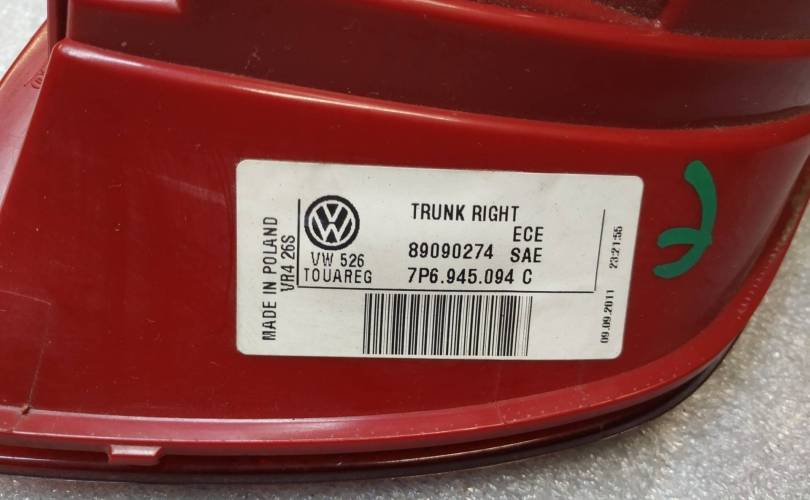 TRUNK RIGHT
ECE
89090274 SAE
7P6.945.094 C
VW 526
TOUAREG
MADE IN POLAND
VR4 26S
09.09.2011 23:21:55